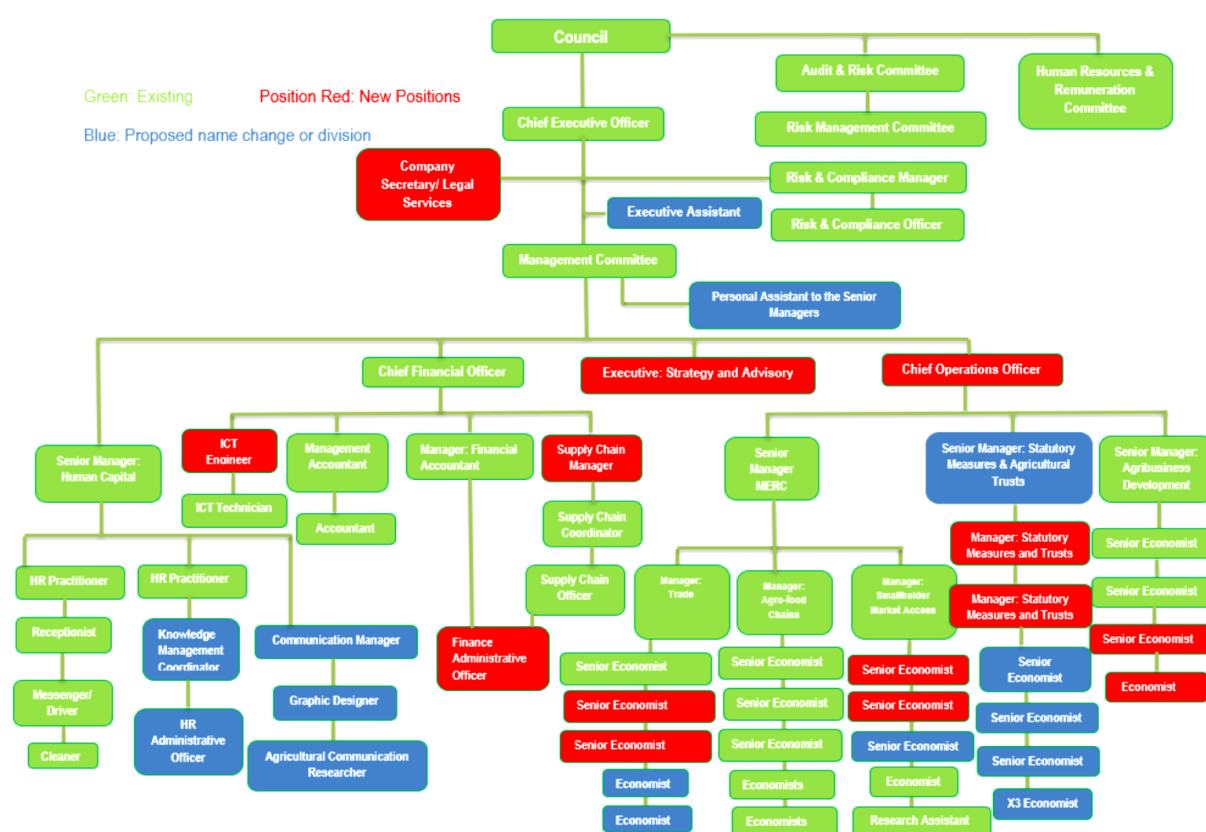 Council
Audit & Risk Committee
Human Resources &
Remuneration
Committee
Green: Existing
Position Red: New Positions
Blue: Proposed name change or division
Chief Executive Officer
Risk Management Committee
Company
Secretary/ Legal
Services
Risk & Compliance Manager
Executive Assistant
Risk & Compliance Officer
Management Committee
Personal Assistant to the Senior
Managers
Chief Financial Officer
Executive: Strategy and Advisory
Chief Operations Officer
Senior Manager:
Human Capital
ICT
Engineer
Management
Accountant
Manager: Financial
Accountant
Supply Chain
Manager
Senior
Manager
MERC
Senior Manager: Statutory
Measures & Agricultural
Trusts
Senior Manager:
Agribusiness
Development
ICT Technician
Accountant
Supply Chain
Coordinator
Manager: Statutory
Measures and Trusts
Senior Economist
HR Practitioner
HR Practitioner
Supply Chain
Officer
Manager:
Trade
Manager:
Agro-food
Chains
Manager:
Smallholder
Market Access
Manager: Statutory
Measures and Trusts
Senior Economist
Receptionist
Knowledge
Management
Coordinator
Communication Manager
Finance
Administrative
Officer
Senior Economist
Senior Economist
Senior Economist
Senior
Economist
Senior Economist
Messenger/
Driver
Graphic Designer
Senior Economist
Senior Economist
Senior Economist
Senior Economist
Economist
Cleaner
HR
Administrative
Officer
Agricultural Communication
Researcher
Senior Economist
Senior Economist
Senior Economist
Senior Economist
Economist
Economists
Economist
X3 Economist
Economist
Economists
Research Assistant